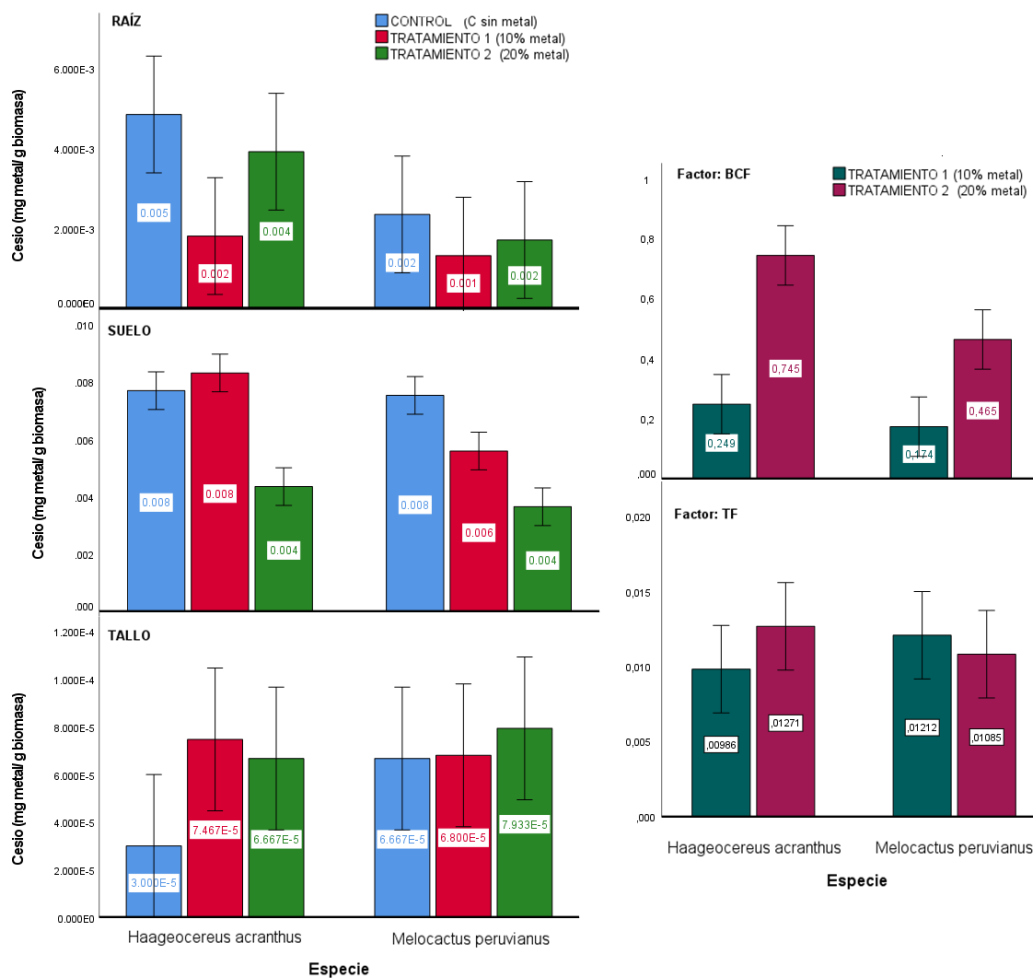 RAÍZ
CONTROL (C sin metal)
TRATAMIENTO 1 (10% metal)
TRATAMIENTO 2 (20% metal)
Cesio (mg metal/ g biomasa)
6.000E-3
4.000E-3
2.000E-3
0.000E0
0.005
0.002
0.004
0.002
0.001
0.002
SUELO
Cesio (mg metal/g biomasa)
.010
.008
.006
.004
.002
.000
0.008
0.008
0.004
0.008
0.006
0.004
TALLO
Cesio (mg metal/g biomasa)
1.200E-4
1.000E-4
8.000E-5
6.000E-5
4.000E-5
2.000E-5
0.000E0
3.000E-5
7.467E-5
6.667E-5
6.667E-5
6.800E-5
7.933E-5
Haageocereus acranthus
Melocactus peruvianus
Especie
Factor: BCF
TRATAMIENTO 1 (10% metal)
TRATAMIENTO 2 (20% metal)
1
0,8
0,6
0,4
0,2
,000
0,249
0,745
0,174
0,465
Factor: TF
0,020
0,015
0,010
0,005
,000
,00986
,01271
,01212
,01085
Haageocereus acranthus
Melocactus peruvianus
Especie